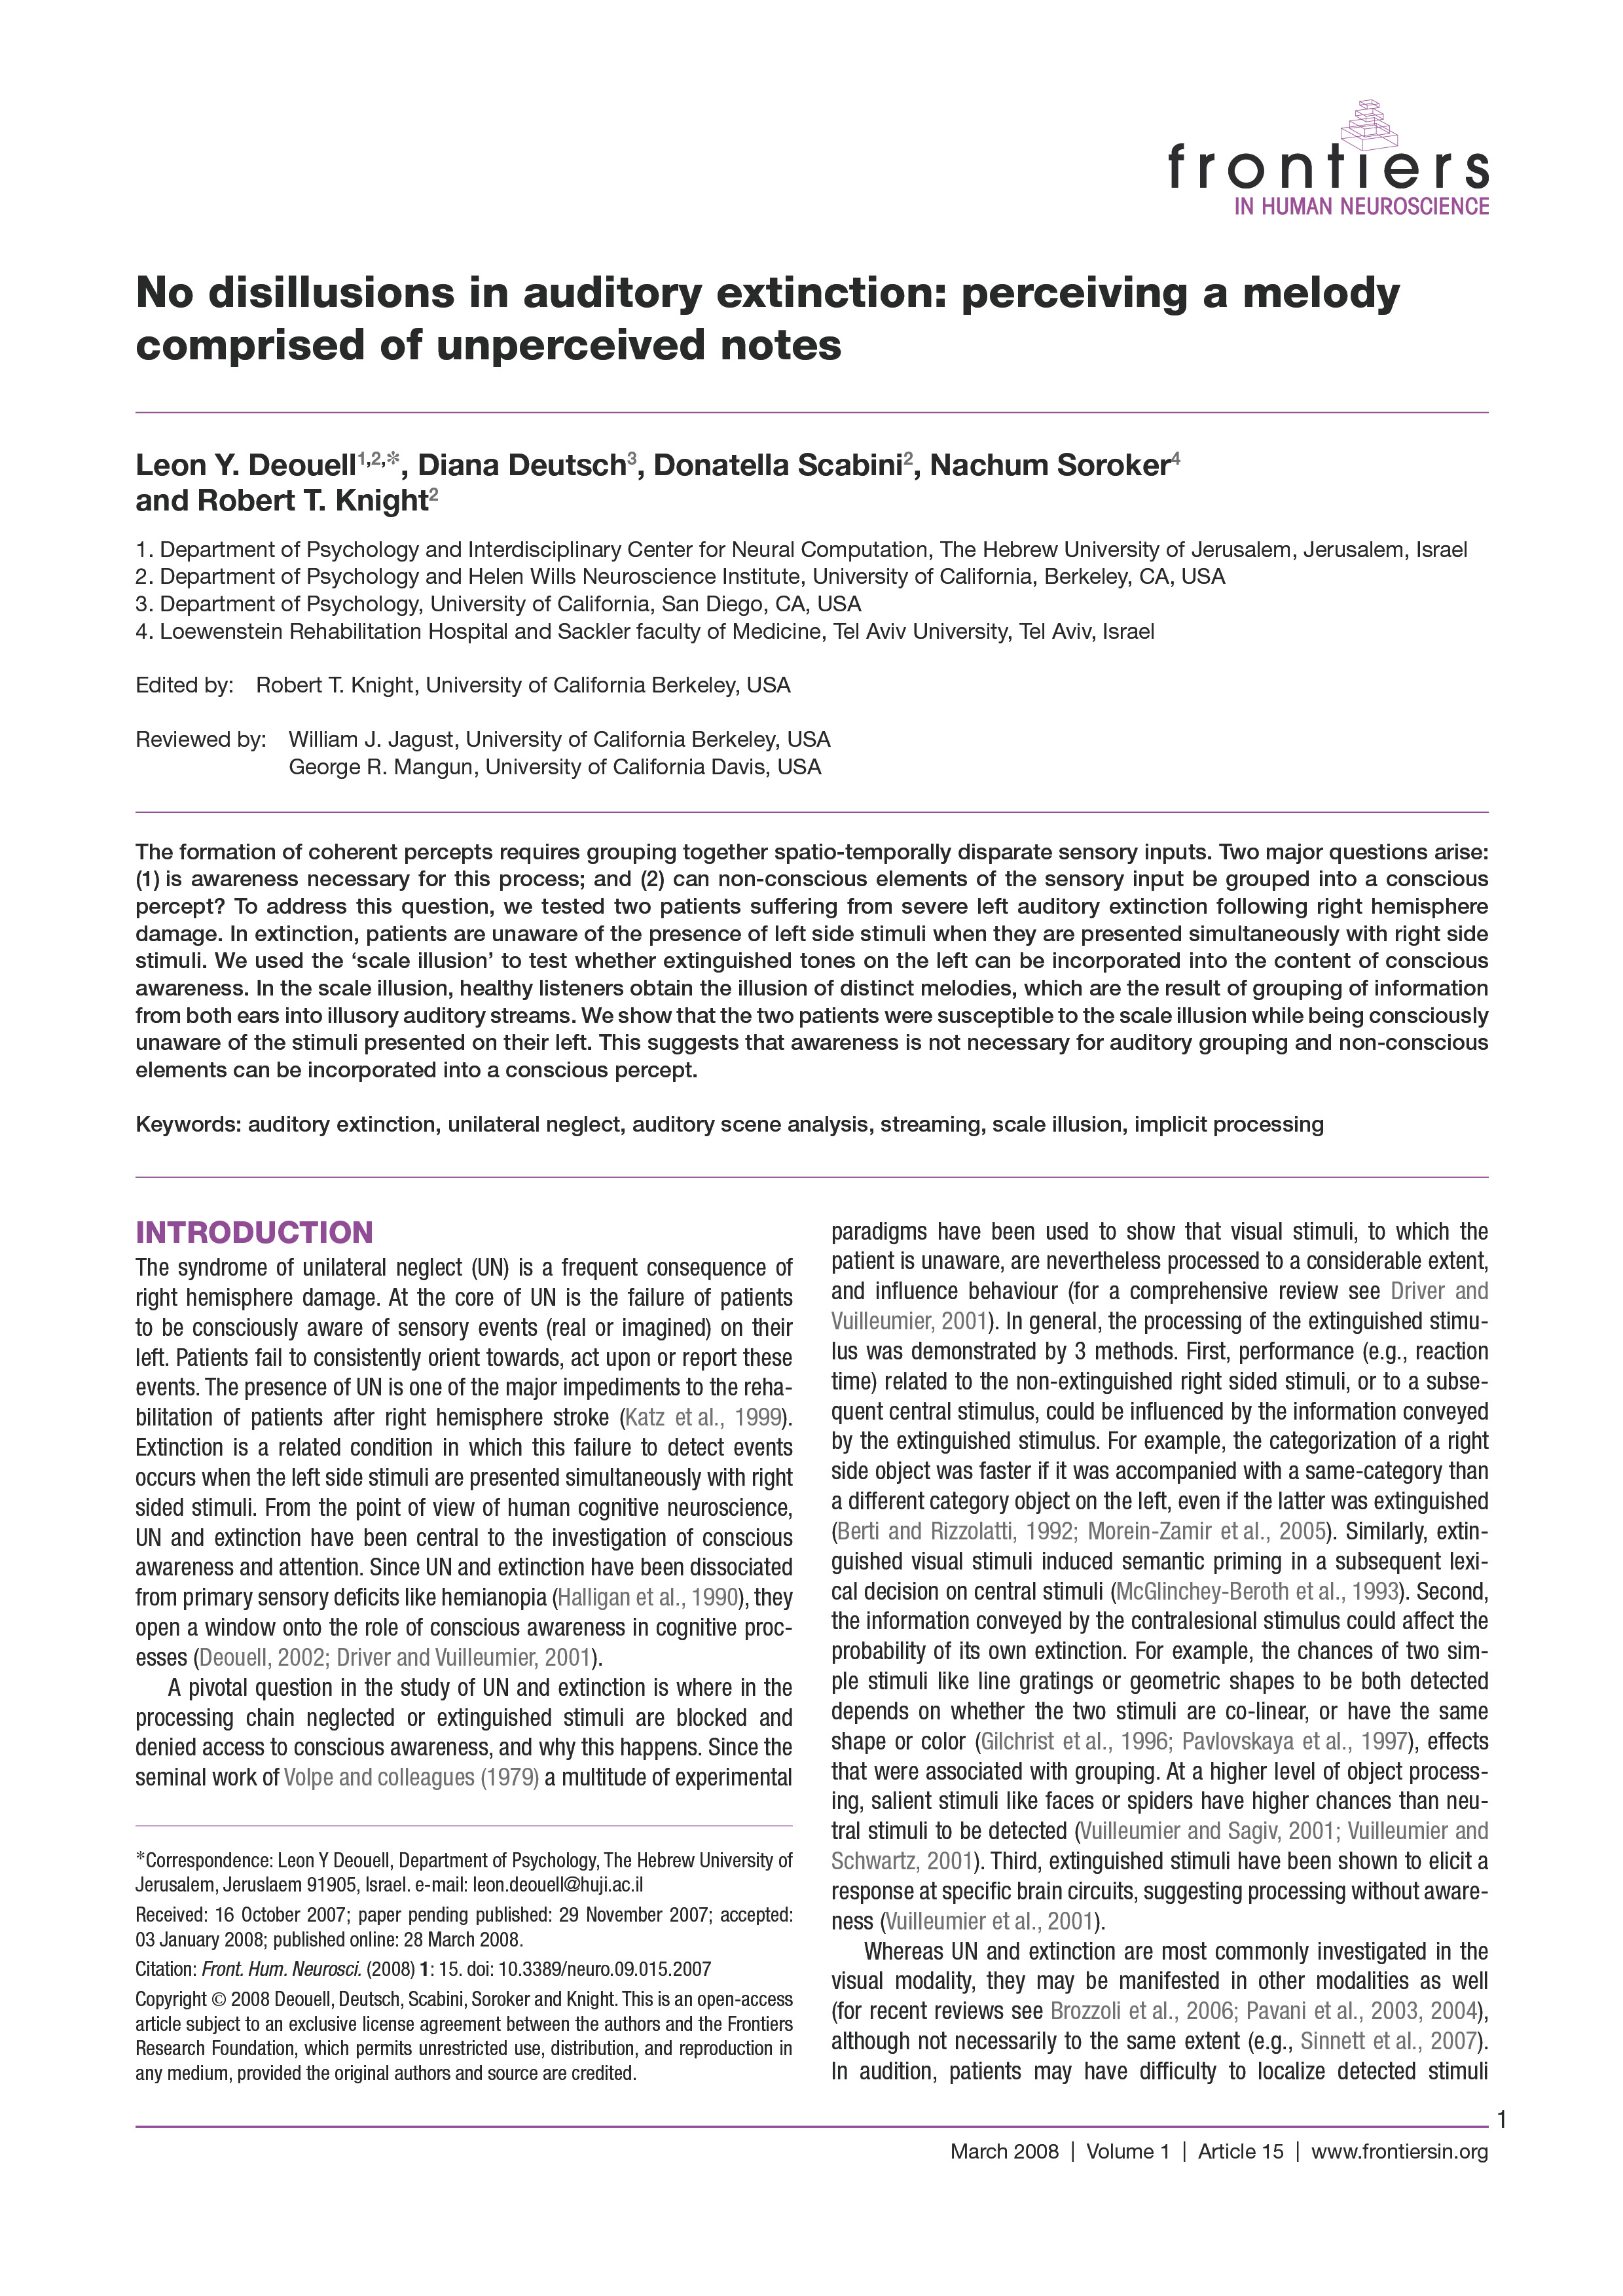 frontiers
IN HUMAN NEUROSCIENCE
No disillusions in auditory extinction: perceiving a melody
comprised of unperceived notes
Leon Y. Deouell1,2,*, Diana Deutsch3, Donatella Scabini2, Nachum Soroker4
and Robert T. Knight2
1. Department of Psychology and Interdisciplinary Center for Neural Computation, The Hebrew University of Jerusalem, Jerusalem, Israel
2. Department of Psychology and Helen Wills Neuroscience Institute, University of California, Berkeley, CA, USA
3. Department of Psychology, University of California, San Diego, CA, USA
4. Loewenstein Rehabilitation Hospital and Sackler faculty of Medicine, Tel Aviv University, Tel Aviv, Israel
Edited by: Robert T. Knight, University of California Berkeley, USA
Reviewed by: William J. Jagust, University of California Berkeley, USA
George R. Mangun, University of California Davis, USA
The formation of coherent percepts requires grouping together spatio-temporally disparate sensory inputs. Two major questions arise:
(1) is awareness necessary for this process; and (2) can non-conscious elements of the sensory input be grouped into a conscious
percept? To address this question, we tested two patients suffering from severe left auditory extinction following right hemisphere
damage. In extinction, patients are unaware of the presence of left side stimuli when they are presented simultaneously with right side
stimuli. We used the ‘scale illusion’ to test whether extinguished tones on the left can be incorporated into the content of conscious
awareness. In the scale illusion, healthy listeners obtain the illusion of distinct melodies, which are the result of grouping of information
from both ears into illusory auditory streams. We show that the two patients were susceptible to the scale illusion while being consciously
unaware of the stimuli presented on their left. This suggests that awareness is not necessary for auditory grouping and non-conscious
elements can be incorporated into a conscious percept.
Keywords: auditory extinction, unilateral neglect, auditory scene analysis, streaming, scale illusion, implicit processing
INTRODUCTION
The syndrome of unilateral neglect (UN) is a frequent consequence of
right hemisphere damage. At the core of UN is the failure of patients
to be consciously aware of sensory events (real or imagined) on their
left. Patients fail to consistently orient towards, act upon or report these
events. The presence of UN is one of the major impediments to the reha-
bilitation of patients after right hemisphere stroke (Katz et al., 1999).
Extinction is a related condition in which this failure to detect events
occurs when the left side stimuli are presented simultaneously with right
sided stimuli. From the point of view of human cognitive neuroscience,
UN and extinction have been central to the investigation of conscious
awareness and attention. Since UN and extinction have been dissociated
from primary sensory deficits like hemianopia (Halligan et al., 1990), they
open a window onto the role of conscious awareness in cognitive proc-
esses (Deouell, 2002; Driver and Vuilleumier, 2001).
A pivotal question in the study of UN and extinction is where in the
processing chain neglected or extinguished stimuli are blocked and
denied access to conscious awareness, and why this happens. Since the
seminal work of Volpe and colleagues (1979) a multitude of experimental
*Correspondence: Leon Y Deouell, Department of Psychology, The Hebrew University of
Jerusalem, Jeruslaem 91905, Israel. e-mail: leon.deouell@huji.ac.il
Received: 16 October 2007; paper pending published: 29 November 2007; accepted:
03 January 2008; published online: 28 March 2008.
Citation: Front. Hum. Neurosci. (2008) 1: 15. doi: 10.3389/neuro.09.015.2007
Copyright © 2008 Deouell, Deutsch, Scabini, Soroker and Knight. This is an open-access
article subject to an exclusive license agreement between the authors and the Frontiers
Research Foundation, which permits unrestricted use, distribution, and reproduction in
any medium, provided the original authors and source are credited.
paradigms have been used to show that visual stimuli, to which the
patient is unaware, are nevertheless processed to a considerable extent,
and influence behaviour (for a comprehensive review see Driver and
Vuilleumier, 2001). In general, the processing of the extinguished stimu-
lus was demonstrated by 3 methods. First, performance (e.g., reaction
time) related to the non-extinguished right sided stimuli, or to a subse-
quent central stimulus, could be influenced by the information conveyed
by the extinguished stimulus. For example, the categorization of a right
side object was faster if it was accompanied with a same-category than
a different category object on the left, even if the latter was extinguished
(Berti and Rizzolatti, 1992; Morein-Zamir et al., 2005). Similarly, extin-
guished visual stimuli induced semantic priming in a subsequent lexi-
cal decision on central stimuli (McGlinchey-Beroth et al., 1993). Second,
the information conveyed by the contralesional stimulus could affect the
probability of its own extinction. For example, the chances of two sim-
ple stimuli like line gratings or geometric shapes to be both detected
depends on whether the two stimuli are co-linear, or have the same
shape or color (Gilchrist et al., 1996; Pavlovskaya et al., 1997), effects
that were associated with grouping. At a higher level of object process-
ing, salient stimuli like faces or spiders have higher chances than neu-
tral stimuli to be detected (Vuilleumier and Sagiv, 2001; Vuilleumier and
Schwartz, 2001). Third, extinguished stimuli have been shown to elicit a
response at specific brain circuits, suggesting processing without aware-
ness (Vuilleumier et al., 2001).
Whereas UN and extinction are most commonly investigated in the
visual modality, they may be manifested in other modalities as well
(for recent reviews see Brozzoli et al., 2006; Pavani et al., 2003, 2004),
although not necessarily to the same extent (e.g., Sinnett et al., 2007).
In audition, patients may have difficulty to localize detected stimuli
1
March 2008 | Volume 1 | Article 15 | www.frontiersin.org